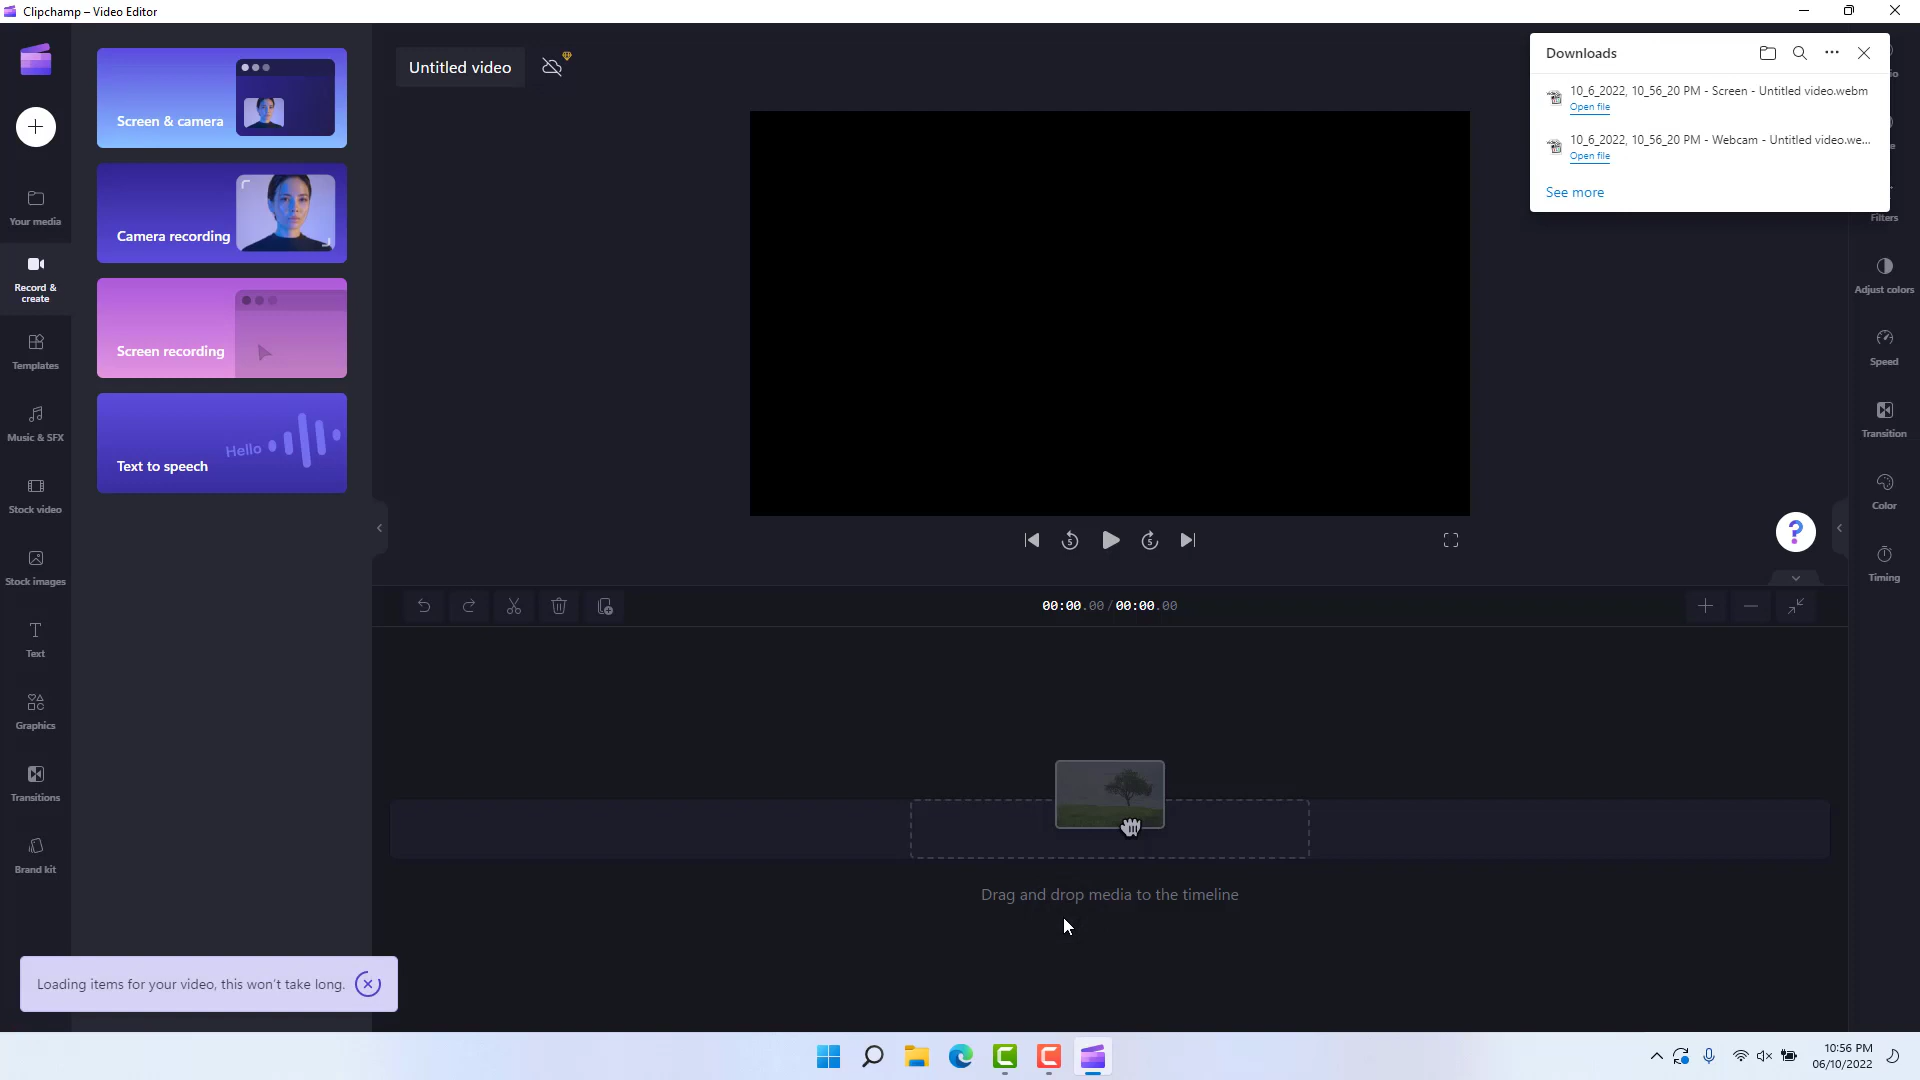 Clipchamp – Video Editor
Untitled video
Downloads
10_6_2022, 10_56_20 PM - Screen - Untitled video.webm
Open file
10_6_2022, 10_56_20 PM - Webcam - Untitled video.we...
Open file
See more
Screen & camera
Camera recording
Screen recording
Hello
Text to speech
Your media
Record &
create
Templates
Music & SFX
Stock video
Stock images
Text
Graphics
Transitions
Brand kit
Filters
Adjust colors
Speed
Transition
Color
Timing
5
5
?
00:00.00 / 00:00.00
Drag and drop media to the timeline
Loading items for your video, this won't take long.
10:56 PM
06/10/2022